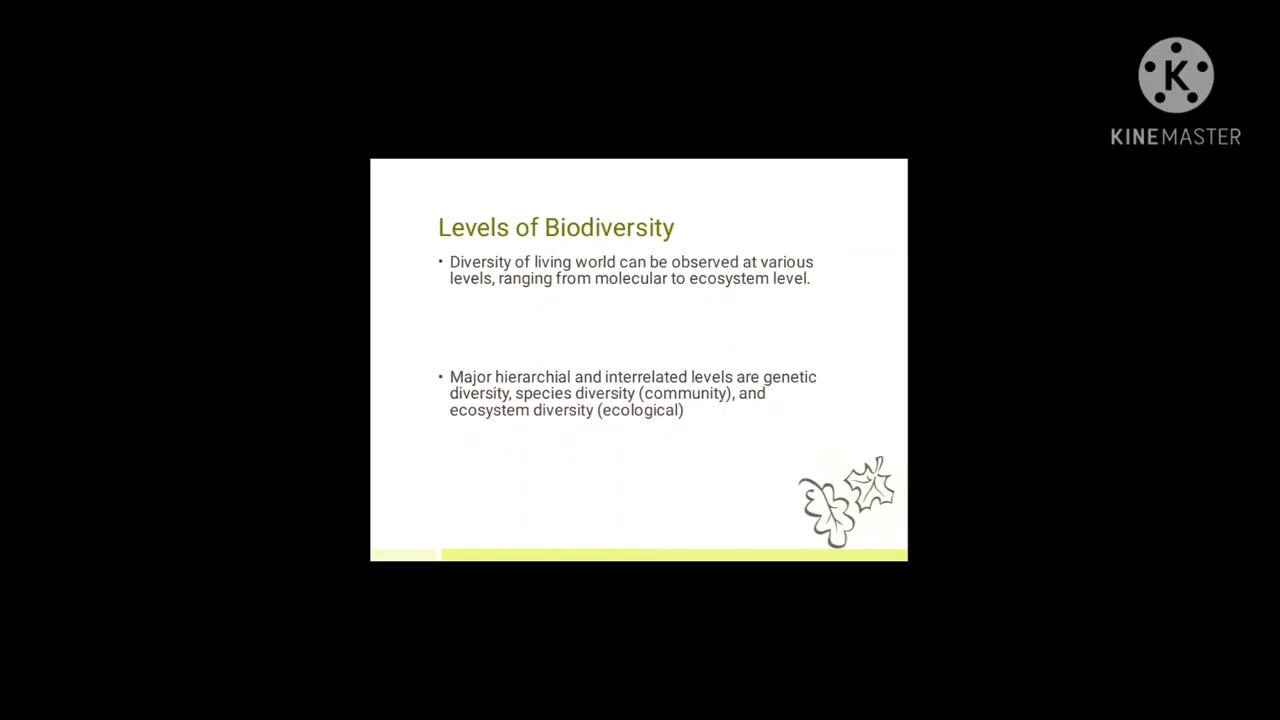 K
KINEMASTER
Levels of Biodiversity
• Diversity of living world can be observed at various
levels, ranging from molecular to ecosystem level.
• Major hierarchial and interrelated levels are genetic
diversity, species diversity (community), and
ecosystem diversity (ecological)